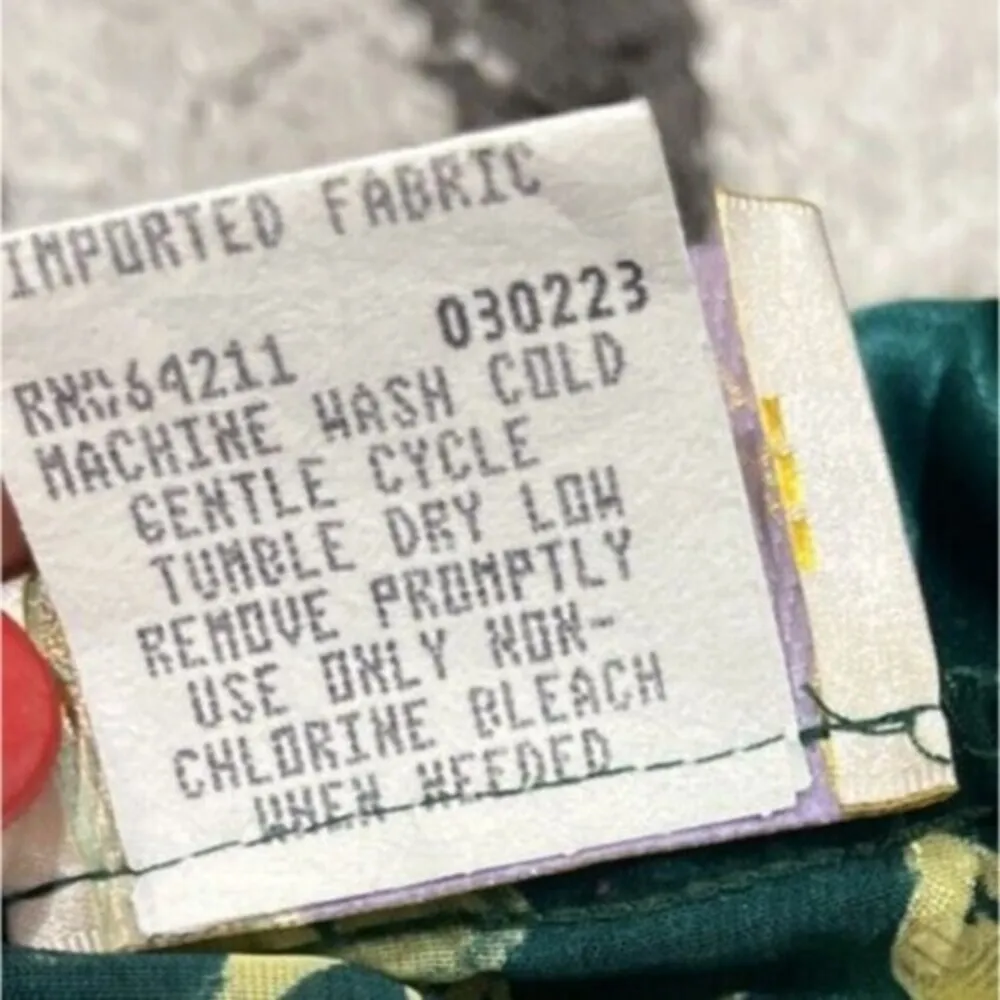 IMPORTED FABRIC
030223
RN#64211
MACHINE WASH COLD
GENTLE CYCLE
TUMBLE DRY LOW
REMOVE PROMPTLY
USE ONLY NON-
CHLORINE BLEACH
WHEN NEEDED